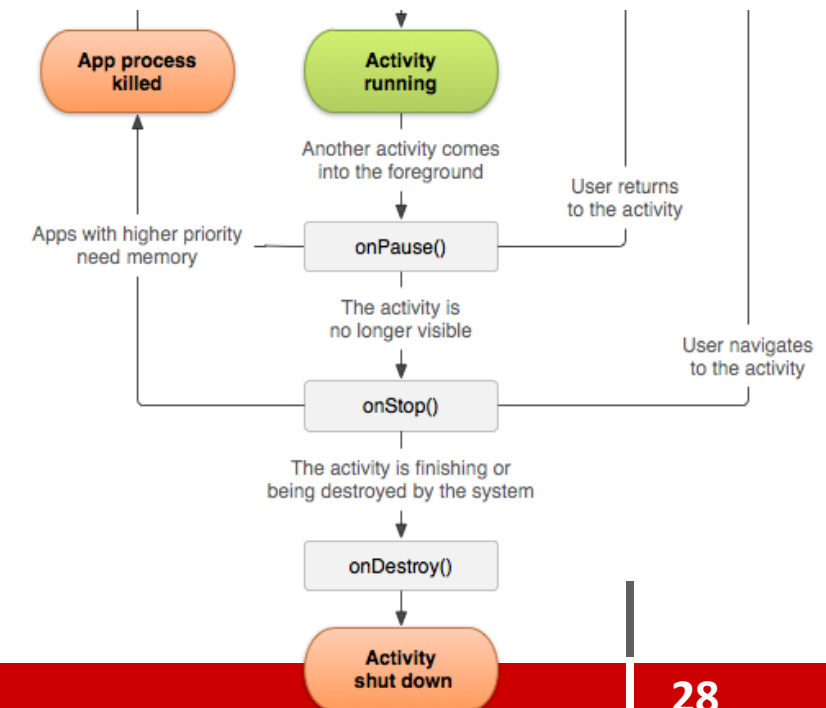 App process
killed
Activity
running
Another activity comes
into the foreground
User returns
to the activity
Apps with higher priority
need memory
onPause()
The activity is
no longer visible
User navigates
to the activity
onStop()
The activity is finishing or
being destroyed by the system
onDestroy()
Activity
shut down
28